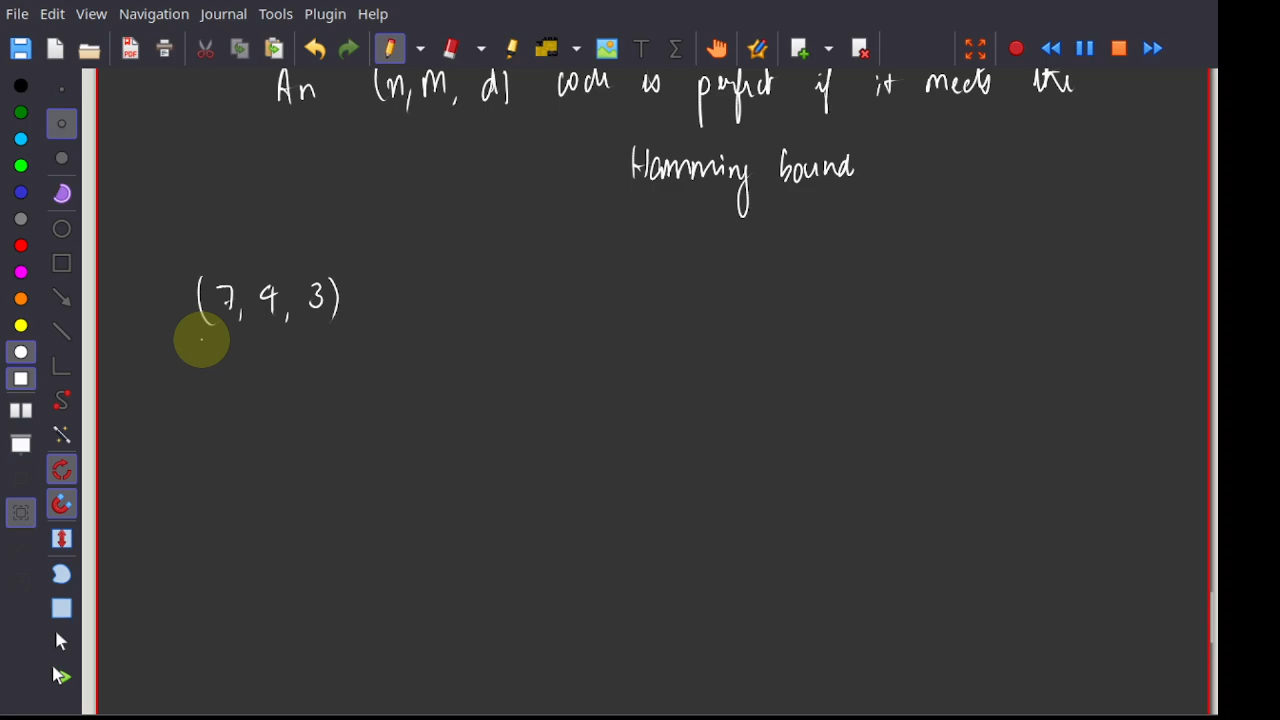 File Edit View Navigation Journal Tools Plugin Help
An (n, M, d) code is perfect if it meets the
Hamming bound
(7, 4, 3)